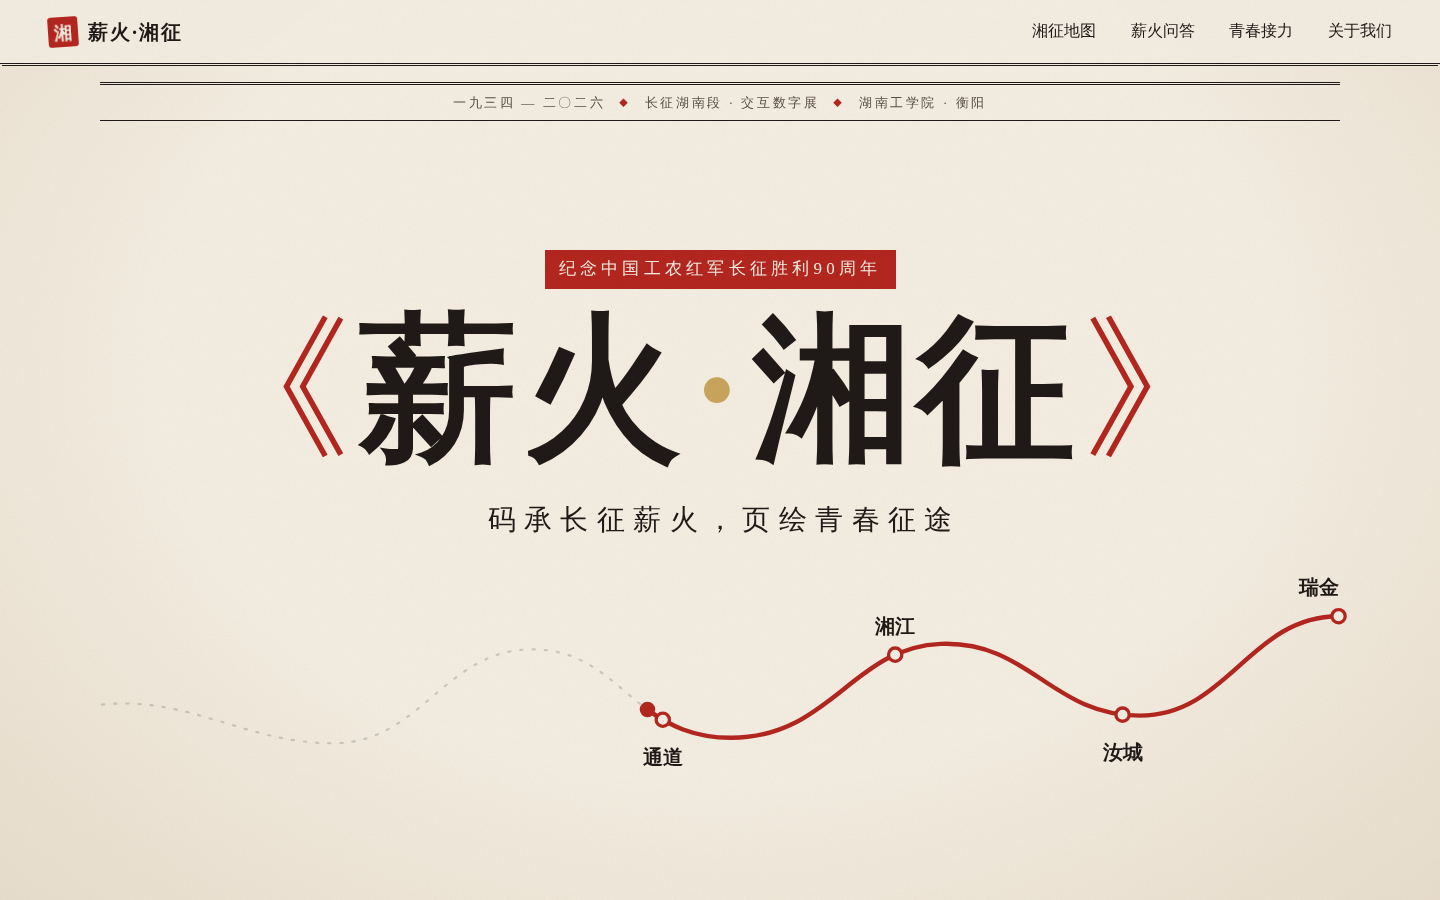 湘 薪火·湘征
湘征地图 薪火问答 青春接力 关于我们
一九三四 — 二〇二六 ◆ 长征湖南段 · 交互数字展 ◆ 湖南工学院 · 衡阳
纪念中国工农红军长征胜利90周年
《薪火·湘征》
码承长征薪火，页绘青春征途
瑞金
湘江
通道
汝城